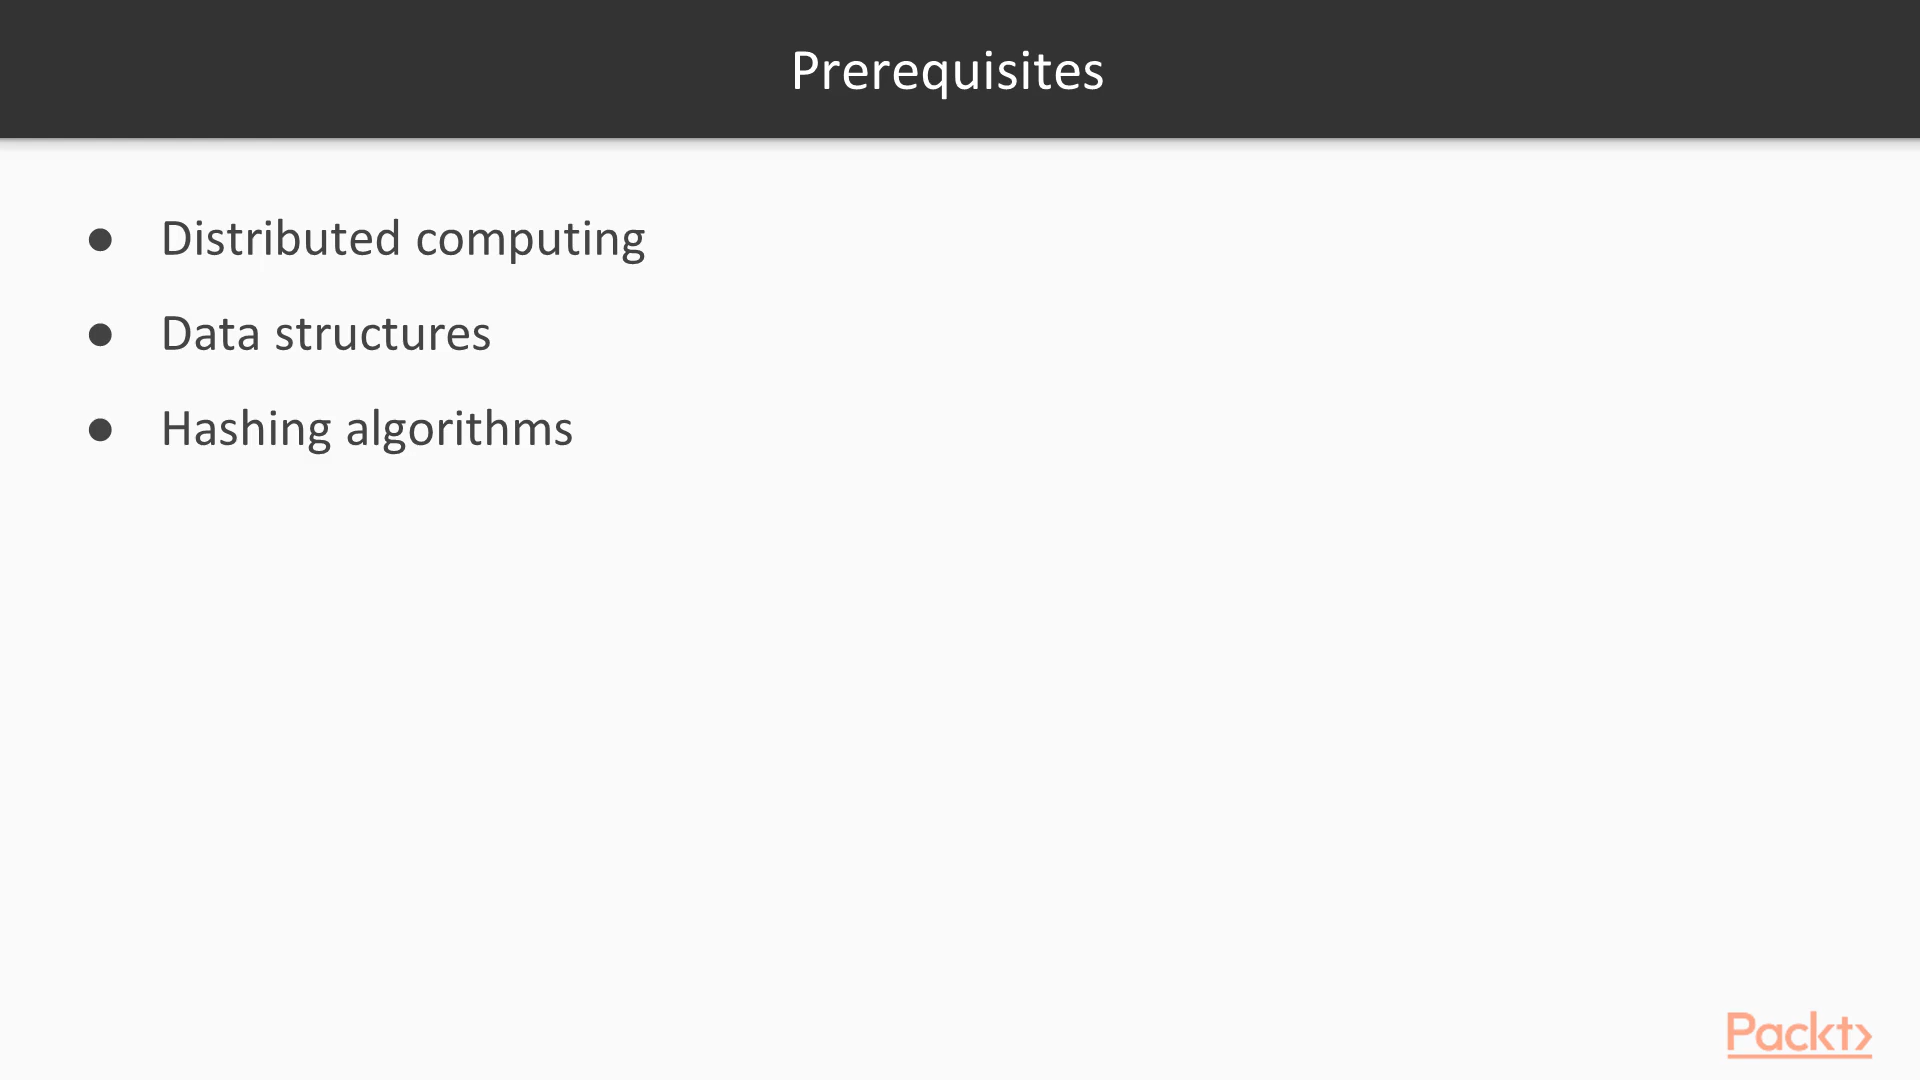 Prerequisites
● Distributed computing
● Data structures
● Hashing algorithms
Packt>